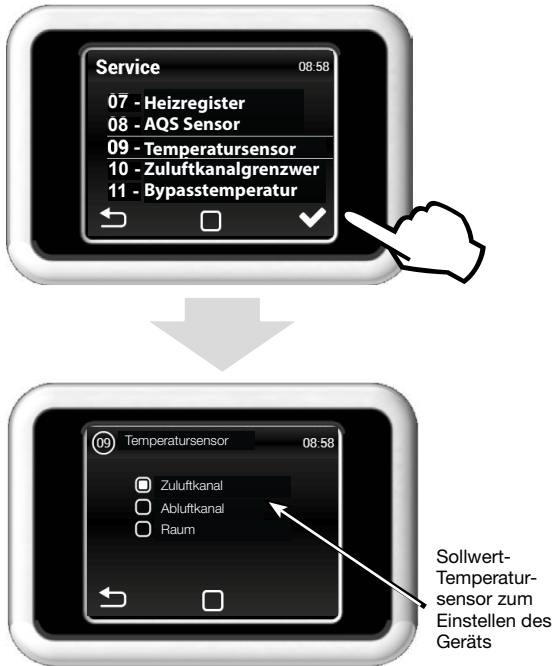 Service 08:58
07 - Heizregister
08 - AQS Sensor
09 - Temperatursensor
10 - Zuluftkanalgrenzwer
11 - Bypasstemperatur
09 Temperatursensor 08:58
Zuluftkanal
Abluftkanal
Raum
Sollwert-
Temperatur-
sensor zum
Einstellen des
Geräts